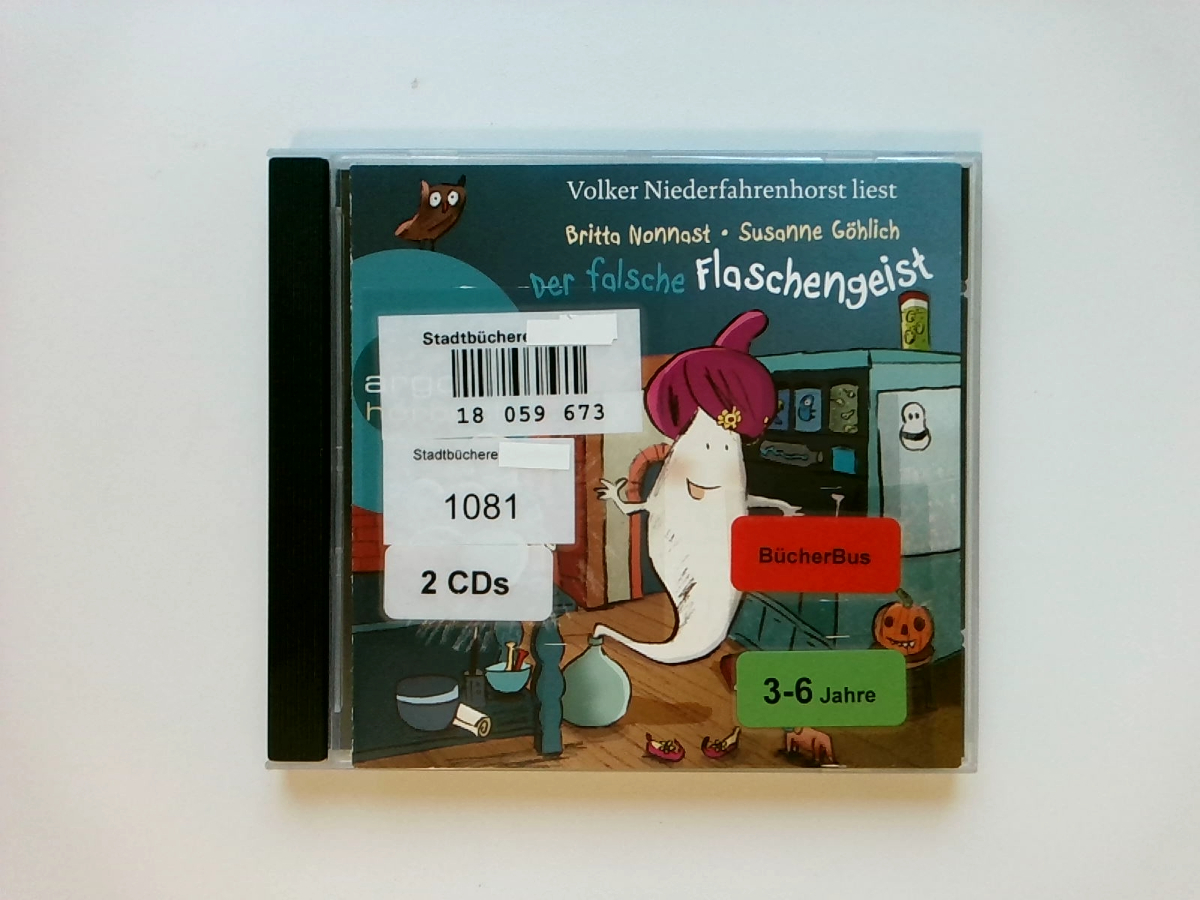 Volker Niederfahrenhorst liest
Britta Nonnast • Susanne Göhlich
Der falsche Flaschengeist
Stadtbüchere
18 059 673
Stadtbüchere
1081
2 CDs
BücherBus
3-6 Jahre